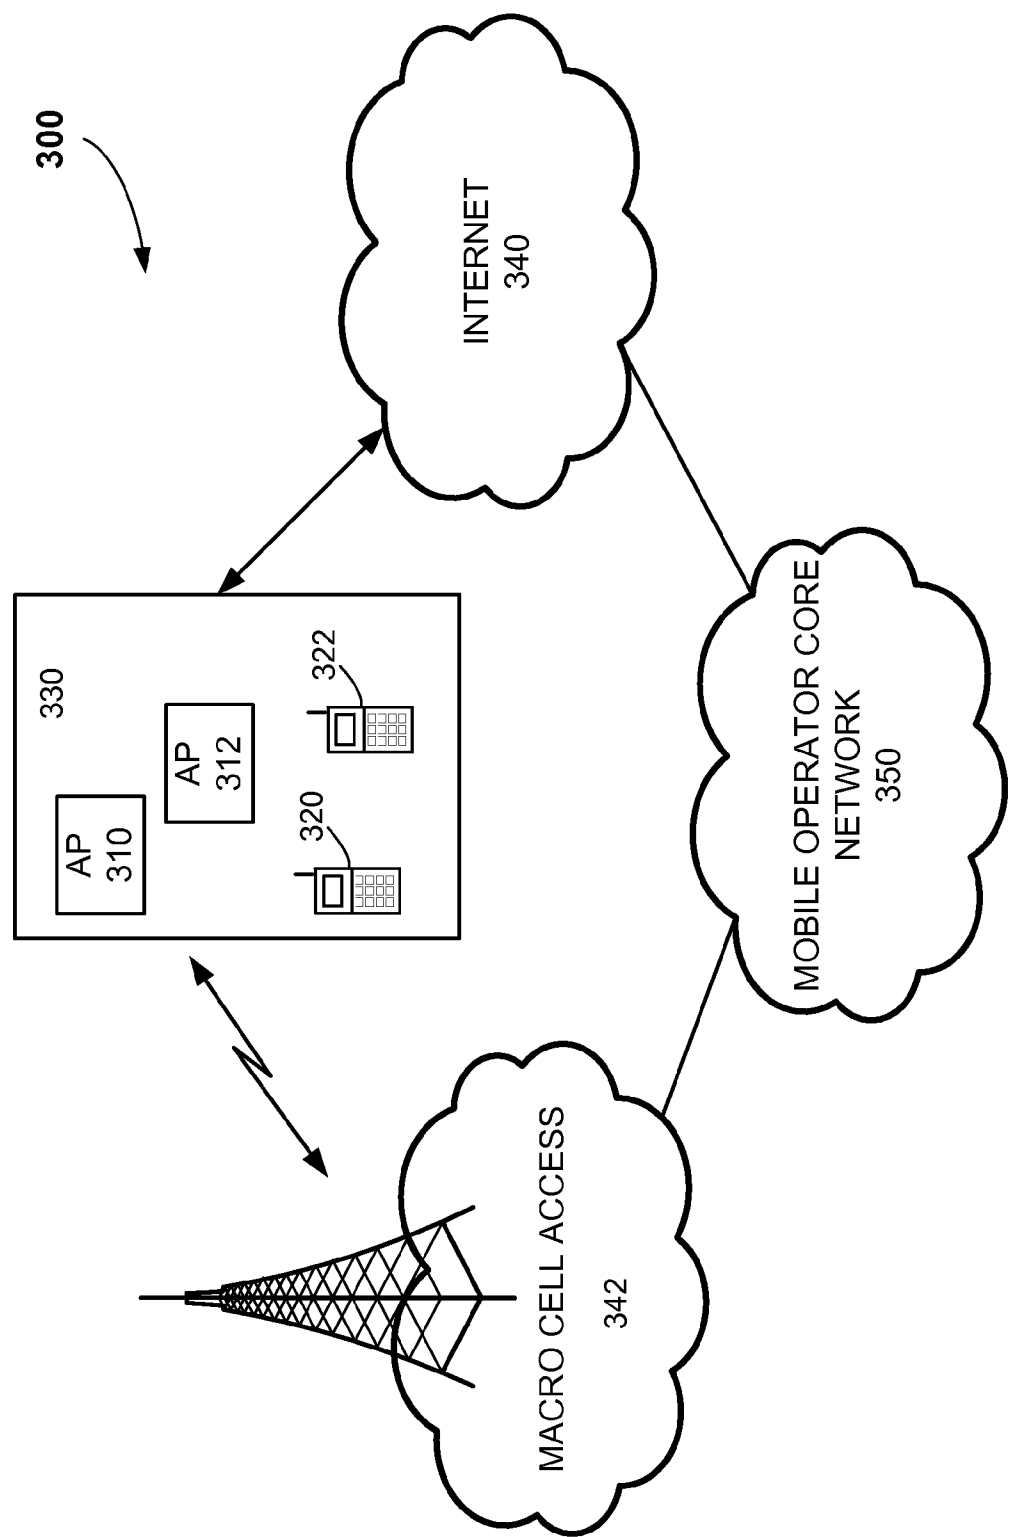 300
330
AP
310
AP
312
320
322
INTERNET
340
MACRO CELL ACCESS
342
MOBILE OPERATOR CORE
NETWORK
350